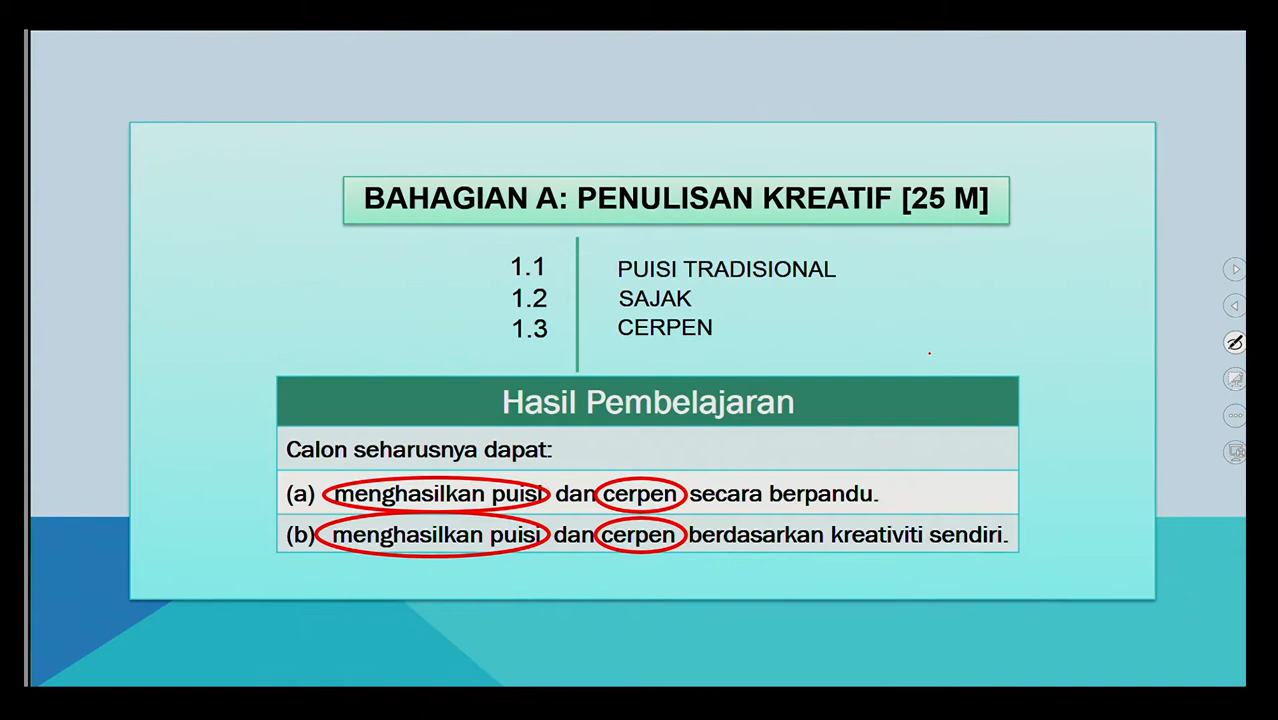 BAHAGIAN A: PENULISAN KREATIF [25 M]
1.1 PUISI TRADISIONAL
1.2 SAJAK
1.3 CERPEN
Hasil Pembelajaran
Calon seharusnya dapat:
(a) menghasilkan puisi dan cerpen secara berpandu.
(b) menghasilkan puisi dan cerpen berdasarkan kreativiti sendiri.